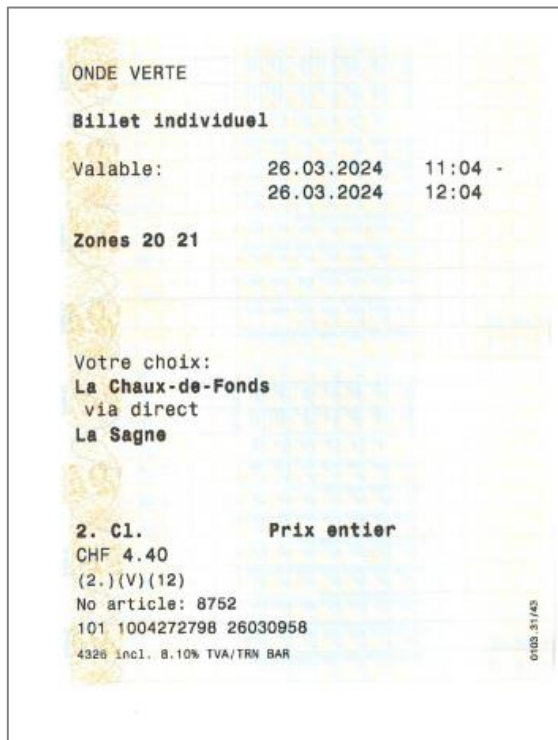 ONDE VERTE
Billet individuel
Valable: 26.03.2024 11:04 -
26.03.2024 12:04
Zones 20 21
Votre choix:
La Chaux-de-Fonds
via direct
La Sagne
2. Cl. Prix entier
CHF 4.40
(2.)(V)(12)
No article: 8752
101 1004272798 26030958
4326 incl. 8.10% TVA/TRN BAR
0103.31/43